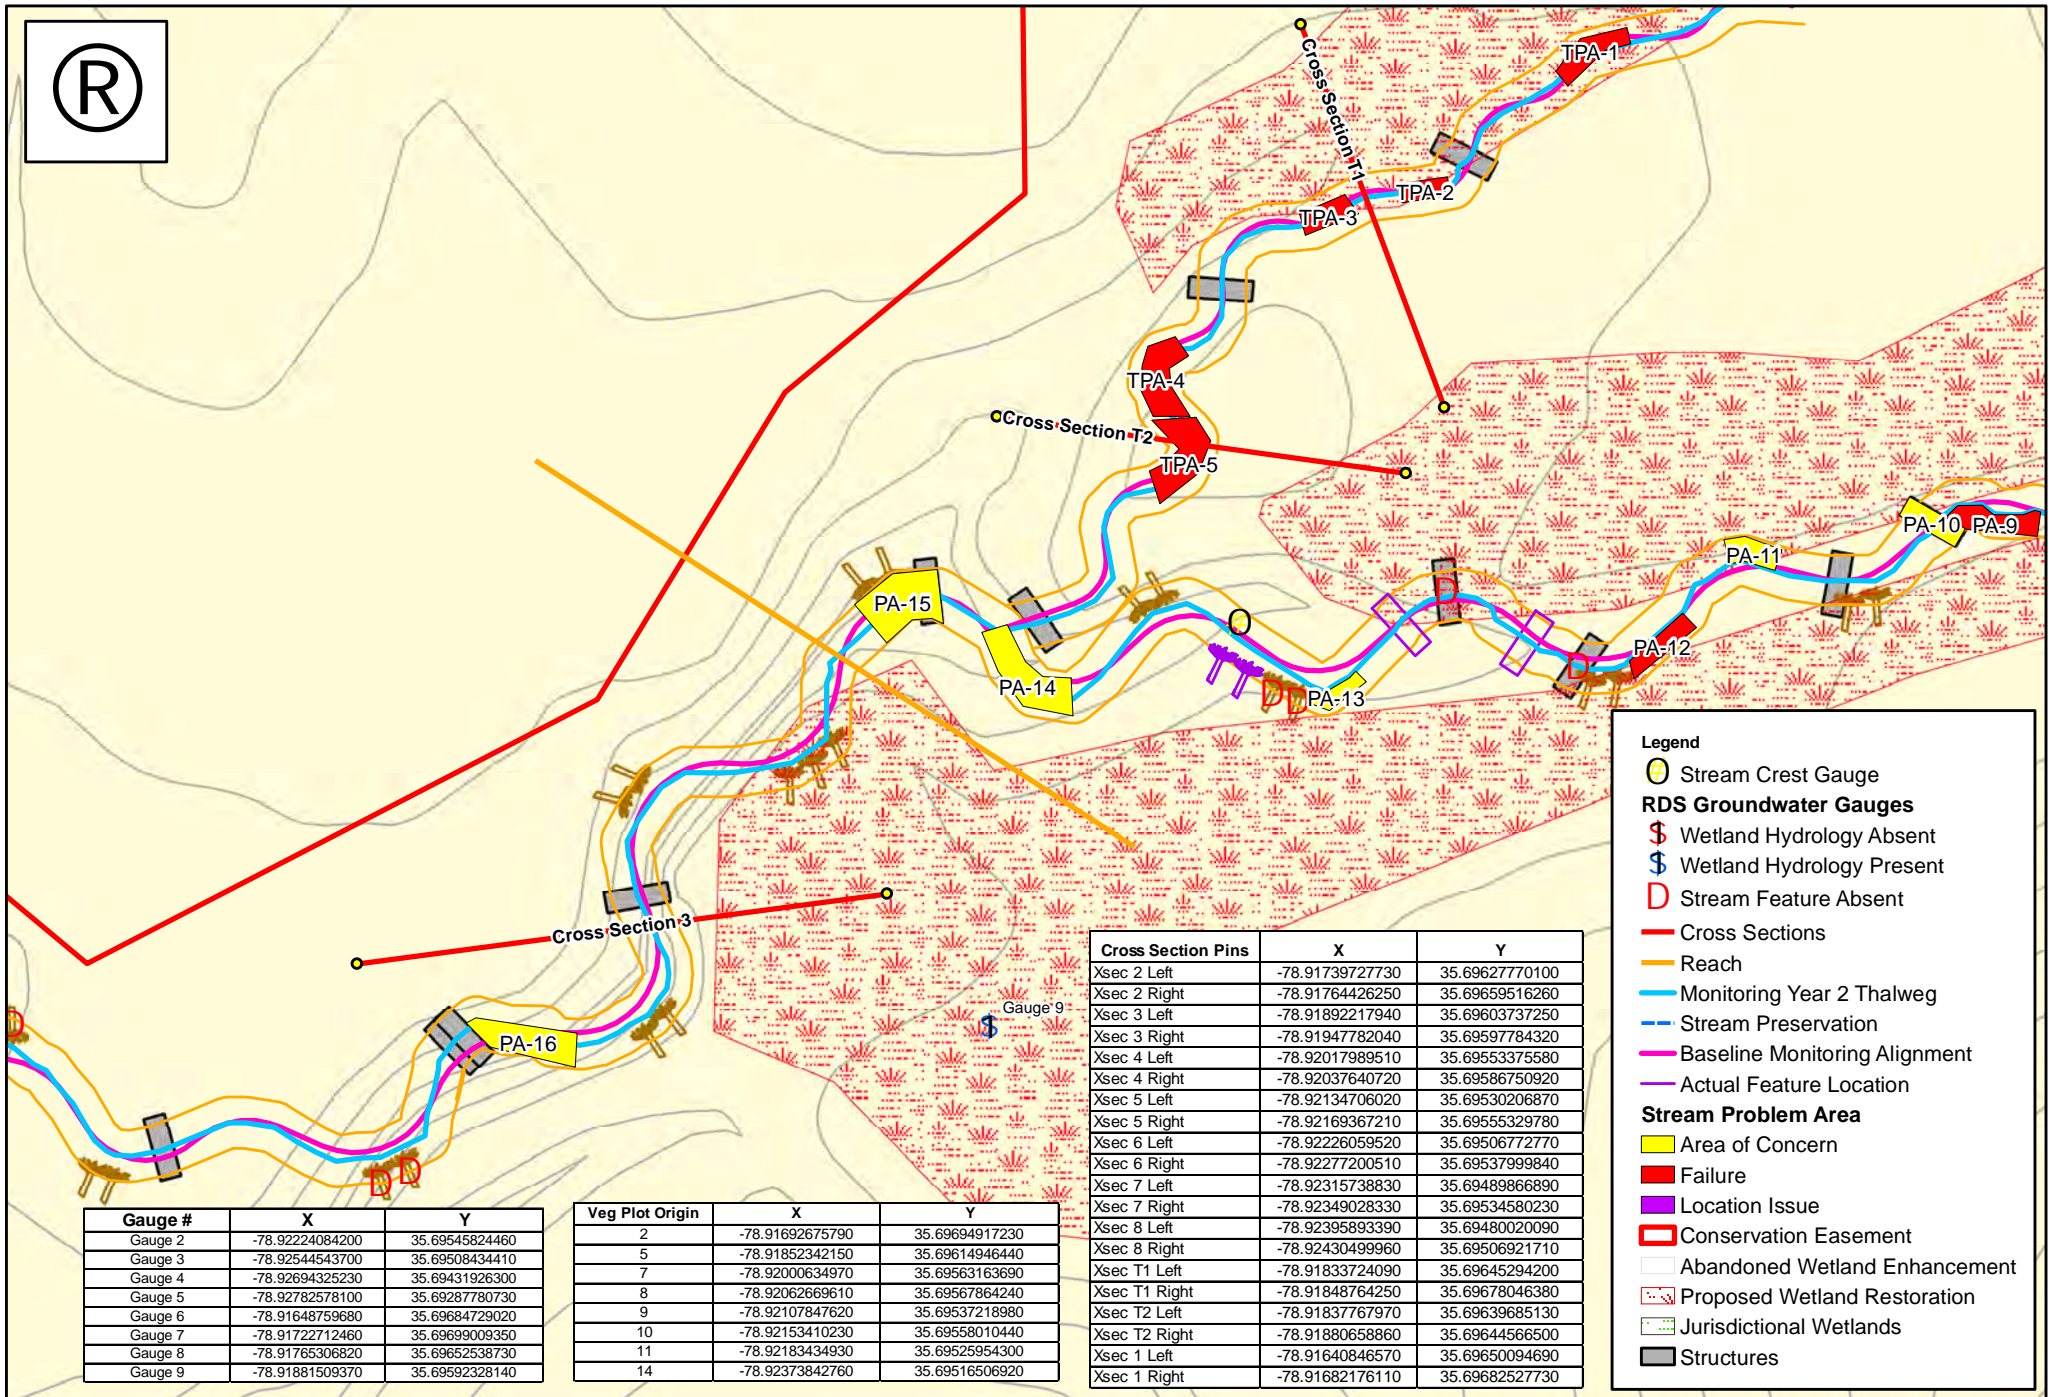 ®
TPA-1
Cross Section T1
TPA-2
TPA-3
TPA-4
Cross Section T2
TPA-5
PA-10
PA-9
PA-11
PA-15
PA-12
PA-14
PA-13
D
D
D
D
Cross Section 3
Gauge 9
PA-16
D
D
D
Legend
Stream Crest Gauge
RDS Groundwater Gauges
Wetland Hydrology Absent
Wetland Hydrology Present
D Stream Feature Absent
Cross Sections
Reach
Monitoring Year 2 Thalweg
Stream Preservation
Baseline Monitoring Alignment
Actual Feature Location
Stream Problem Area
Area of Concern
Failure
Location Issue
Conservation Easement
Abandoned Wetland Enhancement
Proposed Wetland Restoration
Jurisdictional Wetlands
Structures
Cross Section Pins X Y
Xsec 2 Left -78.91739727730 35.69627770100
Xsec 2 Right -78.91764426250 35.69659516260
Xsec 3 Left -78.91892217940 35.69603737250
Xsec 3 Right -78.91947782040 35.69597784320
Xsec 4 Left -78.92017989510 35.69553375580
Xsec 4 Right -78.92037640720 35.69586750920
Xsec 5 Left -78.92134706020 35.69530206870
Xsec 5 Right -78.92169367210 35.69555329780
Xsec 6 Left -78.92226059520 35.69506772770
Xsec 6 Right -78.92277200510 35.69537999840
Xsec 7 Left -78.92315738830 35.69489866890
Xsec 7 Right -78.92349028330 35.69534580230
Xsec 8 Left -78.92395893390 35.69480020090
Xsec 8 Right -78.92430499960 35.69506921710
Xsec T1 Left -78.91833724090 35.69645294200
Xsec T1 Right -78.91848764250 35.69678046380
Xsec T2 Left -78.91837767970 35.69639685130
Xsec T2 Right -78.91880658860 35.69644566500
Xsec 1 Left -78.91640846570 35.69650094690
Xsec 1 Right -78.91682176110 35.69682527730
Gauge # X Y
Gauge 2 -78.92224084200 35.69545824460
Gauge 3 -78.92544543700 35.69508434410
Gauge 4 -78.92694325230 35.69431926300
Gauge 5 -78.92782578100 35.69287780730
Gauge 6 -78.91648759680 35.69684729020
Gauge 7 -78.91722712460 35.69699009350
Gauge 8 -78.91765306820 35.69652538730
Gauge 9 -78.91881509370 35.69592328140
Veg Plot Origin X Y
2 -78.91692675790 35.69694917230
5 -78.91852342150 35.69614946440
7 -78.92000634970 35.69563163690
8 -78.92062669610 35.69567864240
9 -78.92107847620 35.69537218980
10 -78.92153410230 35.69558010440
11 -78.92183434930 35.69525954300
14 -78.92373842760 35.69516506920